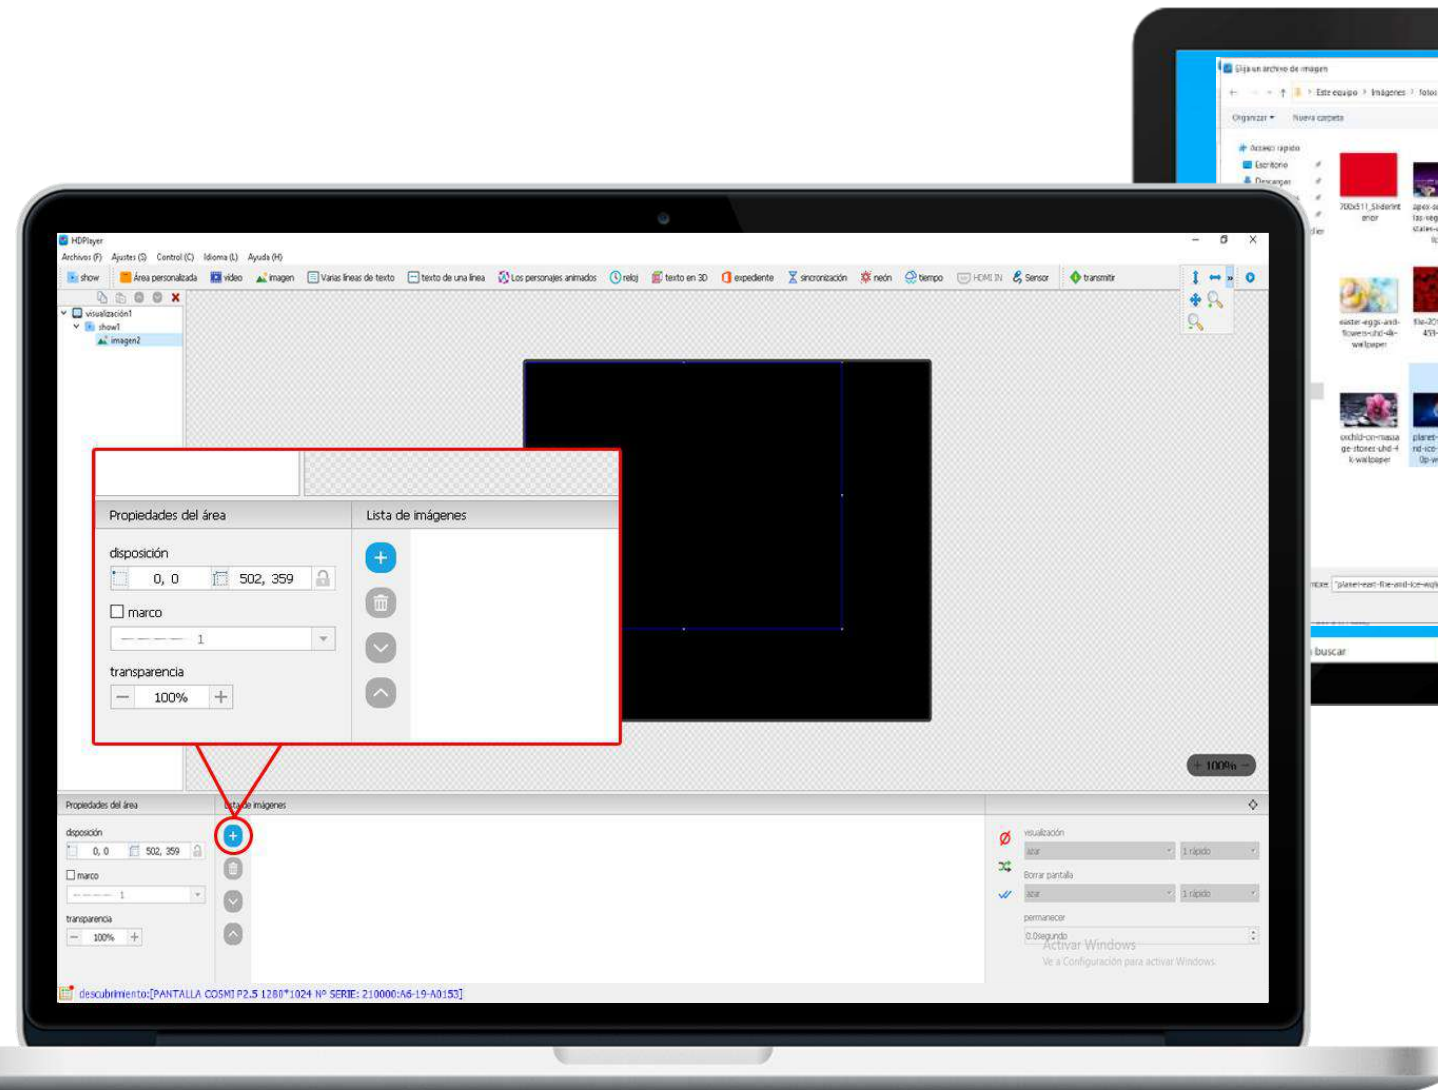 HDPlayer
Archivos (F) Ajustes (S) Control (C) Idioma (L) Ayuda (H)
show Área personalizada vídeo imagen Varias líneas de texto texto de una línea Los personajes animados reloj texto en 3D expediente sincronización neón tiempo HDMI IN Sensor transmitir
visualización1
show1
imagen2
Propiedades del área Lista de imágenes
disposición
0, 0 502, 359
marco
1
transparencia
100%
+ 100% −
Propiedades del área Lista de imágenes
disposición
0, 0 502, 359
marco
1
transparencia
100%
visualización
azar 1 rápido
Borrar pantalla
azar 1 rápido
permanecer
0.0segundo
Activar Windows
Ve a Configuración para activar Windows.
descubrimiento:[PANTALLA COSMI P2.5 1280*1024 Nº SERIE: 210000:A6-19-A0153]
Elija un archivo de imagen
Este equipo > Imágenes > fotos
Organizar Nueva carpeta
Acceso rápido
Escritorio
Descargas
700x511_SliderInt
erior
easter-eggs-and-
flowers-uhd-4k-
wallpaper
orchid-on-massa
ge-stones-uhd-4
k-wallpaper
buscar